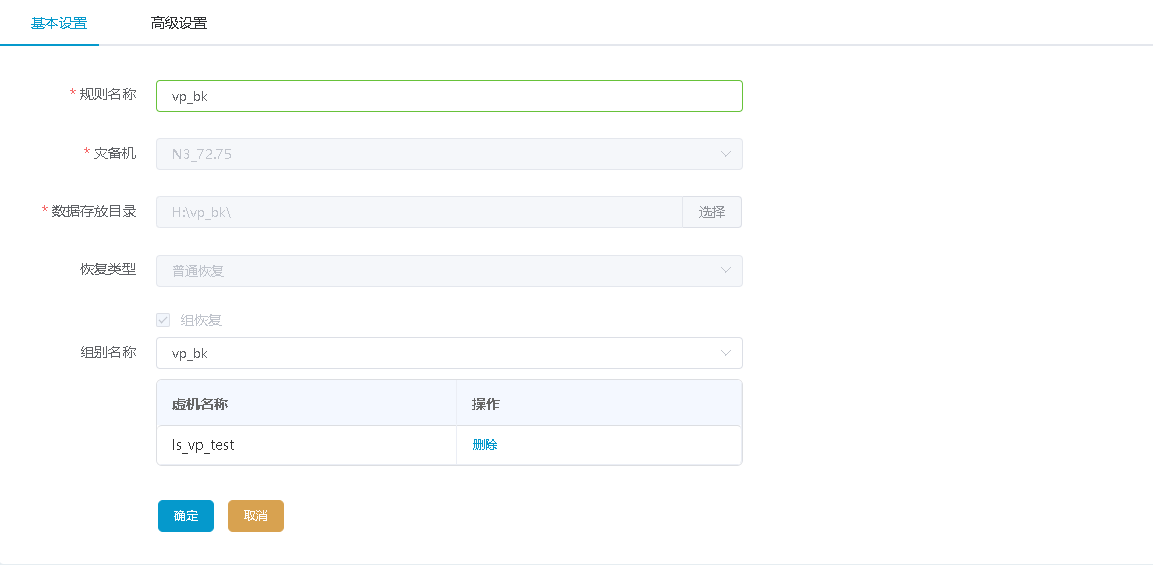 基本设置 高级设置
* 规则名称 vp_bk
* 灾备机 N3_72.75
* 数据存放目录 H:\vp_bk\ 选择
恢复类型 普通恢复
组恢复
组别名称 vp_bk
虚机名称 操作
ls_vp_test 删除
确定 取消